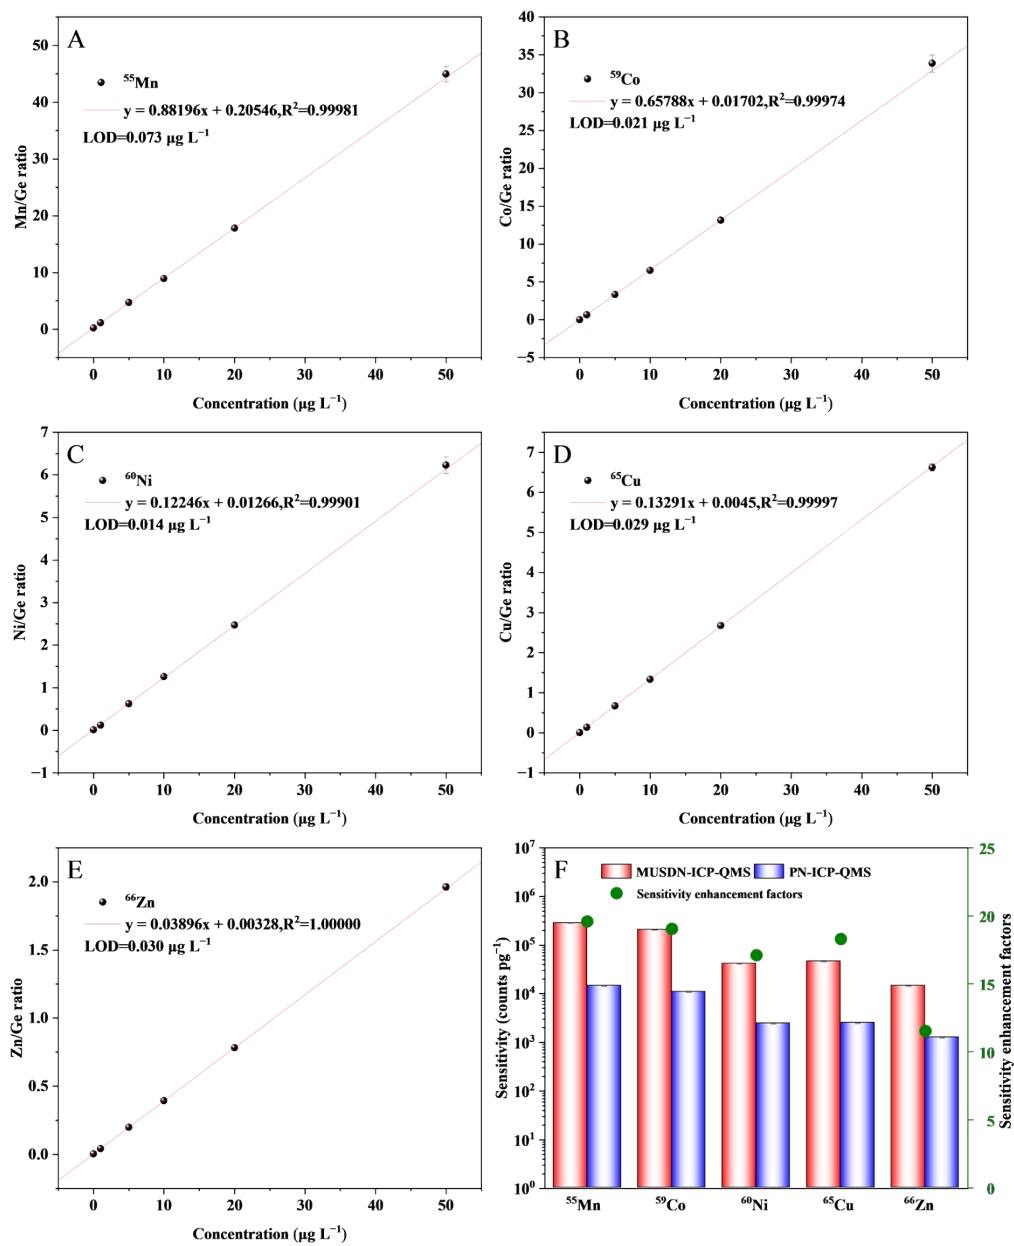 A
⁵⁵Mn
y = 0.88196x + 0.20546,R²=0.99981
LOD=0.073 μg L⁻¹
50
40
30
20
10
0
Mn/Ge ratio
0 10 20 30 40 50
Concentration (μg L⁻¹)
B
⁵⁹Co
y = 0.65788x + 0.01702,R²=0.99974
LOD=0.021 μg L⁻¹
40
35
30
25
20
15
10
5
0
−5
Co/Ge ratio
0 10 20 30 40 50
Concentration (μg L⁻¹)
C
⁶⁰Ni
y = 0.12246x + 0.01266,R²=0.99901
LOD=0.014 μg L⁻¹
7
6
5
4
3
2
1
0
−1
Ni/Ge ratio
0 10 20 30 40 50
Concentration (μg L⁻¹)
D
⁶⁵Cu
y = 0.13291x + 0.0045,R²=0.99997
LOD=0.029 μg L⁻¹
7
6
5
4
3
2
1
0
−1
Cu/Ge ratio
0 10 20 30 40 50
Concentration (μg L⁻¹)
E
⁶⁶Zn
y = 0.03896x + 0.00328,R²=1.00000
LOD=0.030 μg L⁻¹
2.0
1.5
1.0
0.5
0.0
Zn/Ge ratio
0 10 20 30 40 50
Concentration (μg L⁻¹)
F
MUSDN-ICP-QMS PN-ICP-QMS
Sensitivity enhancement factors
10⁷
10⁶
10⁵
10⁴
10³
10²
10¹
10⁰
Sensitivity (counts pg⁻¹)
25
20
15
10
5
0
Sensitivity enhancement factors
⁵⁵Mn ⁵⁹Co ⁶⁰Ni ⁶⁵Cu ⁶⁶Zn